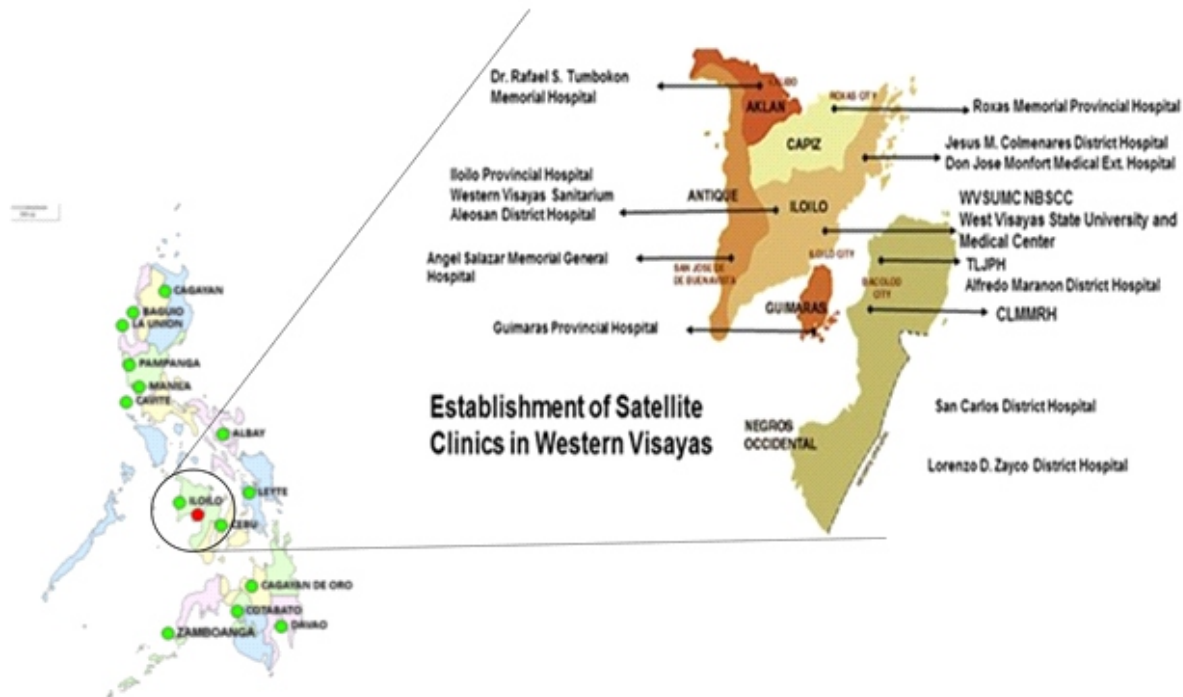 Dr. Rafael S. Tumbokon
Memorial Hospital
KALIBO
AKLAN
ROXAS CITY
Roxas Memorial Provincial Hospital
CAPIZ
Jesus M. Colmenares District Hospital
Don Jose Monfort Medical Ext. Hospital
Iloilo Provincial Hospital
Western Visayas Sanitarium
Aleosan District Hospital
ANTIQUE
ILOILO
WVSUMC NBSCC
West Visayas State University and
Medical Center
Angel Salazar Memorial General
Hospital
SAN JOSE DE
DE BUENAVISTA
ILOILO CITY
TLJPH
Alfredo Maranon District Hospital
BACOLOD
CITY
GUIMARAS
CLMMRH
Guimaras Provincial Hospital
Establishment of Satellite
Clinics in Western Visayas
NEGROS
OCCIDENTAL
San Carlos District Hospital
Lorenzo D. Zayco District Hospital
CAGAYAN
BAGUIO
LA UNION
PAMPANGA
MANILA
CAVITE
ALBAY
ILOILO
LEYTE
CEBU
CAGAYAN DE ORO
COTABATO
DAVAO
ZAMBOANGA